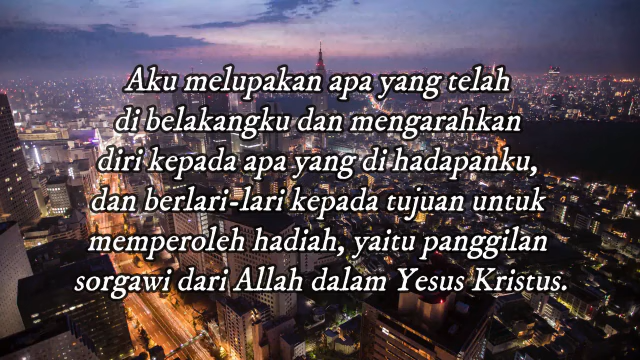 Aku melupakan apa yang telah
di belakangku dan mengarahkan
diri kepada apa yang di hadapanku,
dan berlari-lari kepada tujuan untuk
memperoleh hadiah, yaitu panggilan
sorgawi dari Allah dalam Yesus Kristus.